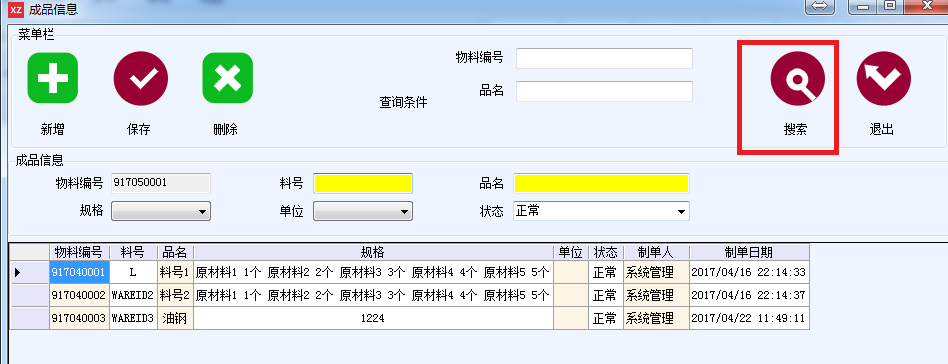 XZ 成品信息
菜单栏
物料编号
品名
查询条件
新增 保存 删除 搜索 退出
成品信息
物料编号 917050001 料号 品名
规格 单位 状态 正常
物料编号 料号 品名 规格 单位 状态 制单人 制单日期
917040001 L 料号1 原材料1 1个 原材料2 2个 原材料3 3个 原材料4 4个 原材料5 5个 正常 系统管理 2017/04/16 22:14:33
917040002 WAREID2 料号2 原材料1 1个 原材料2 2个 原材料3 3个 原材料4 4个 原材料5 5个 正常 系统管理 2017/04/16 22:14:37
917040003 WAREID3 油钢 1224 正常 系统管理 2017/04/22 11:49:11